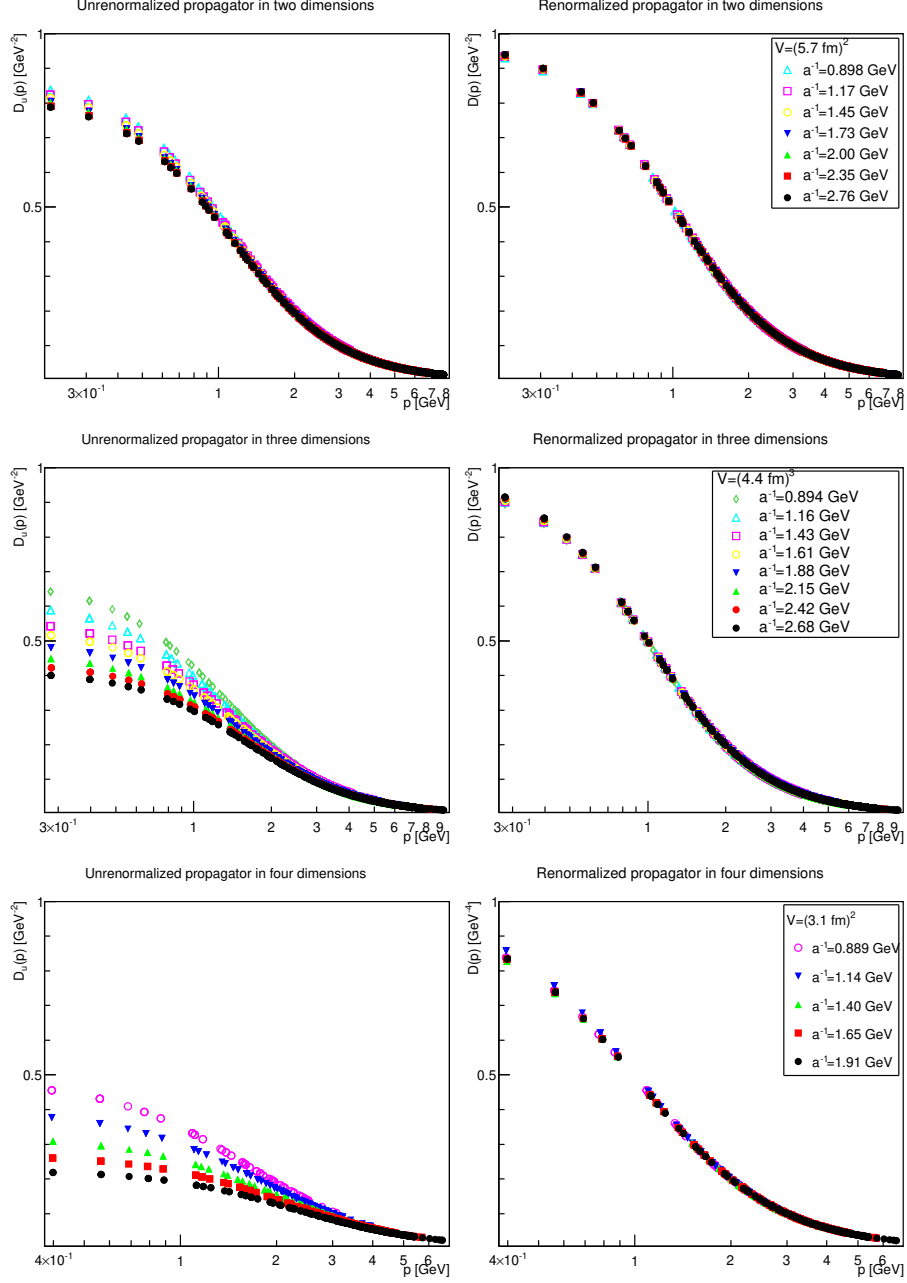 Unrenormalized propagator in two dimensions
D_u(p) [GeV^-2]
1
0.5
3×10^-1
1
2
3
4
5
6
7
8
p [GeV]
Renormalized propagator in two dimensions
D(p) [GeV^-2]
1
0.5
V=(5.7 fm)^2
a^-1=0.898 GeV
a^-1=1.17 GeV
a^-1=1.45 GeV
a^-1=1.73 GeV
a^-1=2.00 GeV
a^-1=2.35 GeV
a^-1=2.76 GeV
3×10^-1
1
2
3
4
5
6
7
8
p [GeV]
Unrenormalized propagator in three dimensions
D_u(p) [GeV^-2]
1
0.5
3×10^-1
1
2
3
4
5
6
7
8
9
p [GeV]
Renormalized propagator in three dimensions
D(p) [GeV^-2]
1
0.5
V=(4.4 fm)^3
a^-1=0.894 GeV
a^-1=1.16 GeV
a^-1=1.43 GeV
a^-1=1.61 GeV
a^-1=1.88 GeV
a^-1=2.15 GeV
a^-1=2.42 GeV
a^-1=2.68 GeV
3×10^-1
1
2
3
4
5
6
7
8
9
p [GeV]
Unrenormalized propagator in four dimensions
D_u(p) [GeV^-2]
1
0.5
4×10^-1
1
2
3
4
5
6
p [GeV]
Renormalized propagator in four dimensions
D(p) [GeV^-4]
1
0.5
V=(3.1 fm)^2
a^-1=0.889 GeV
a^-1=1.14 GeV
a^-1=1.40 GeV
a^-1=1.65 GeV
a^-1=1.91 GeV
4×10^-1
1
2
3
4
5
6
p [GeV]